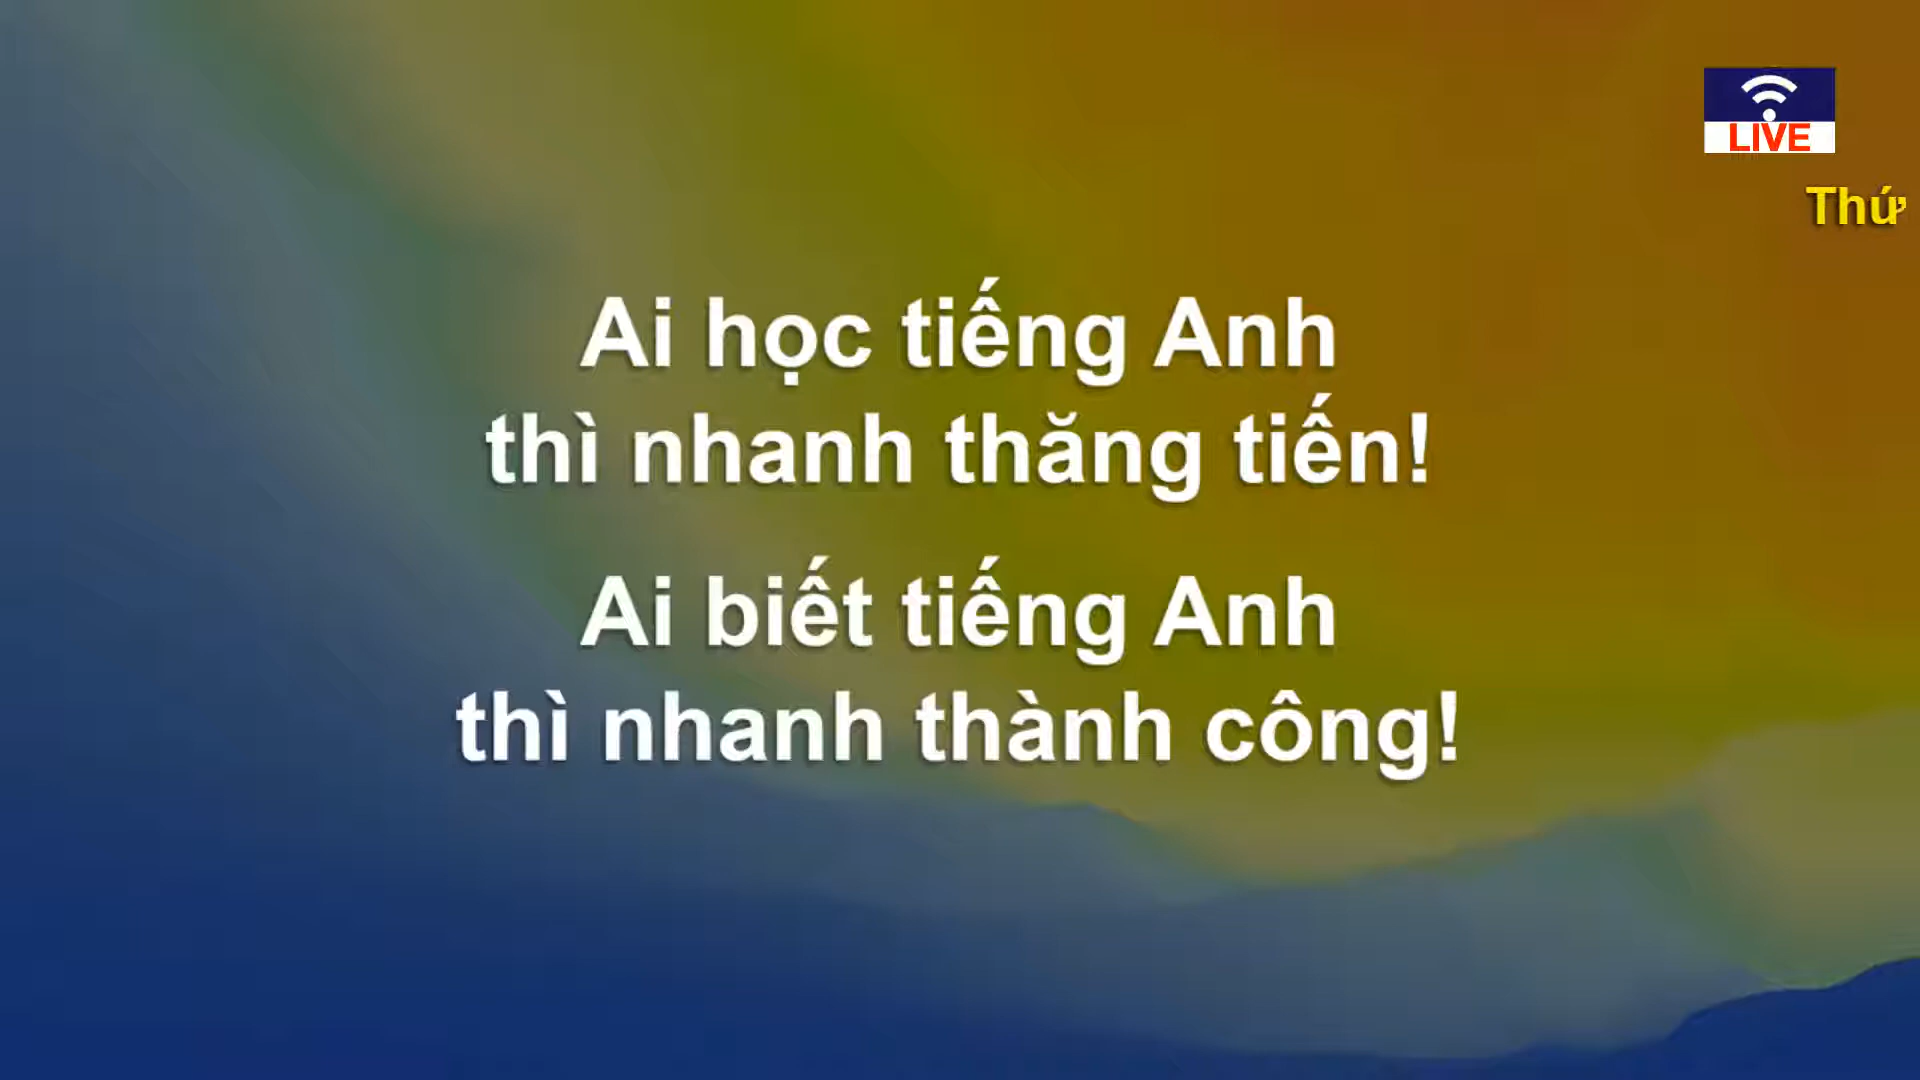 LIVE
Thứ
Ai học tiếng Anh
thì nhanh thăng tiến!
Ai biết tiếng Anh
thì nhanh thành công!